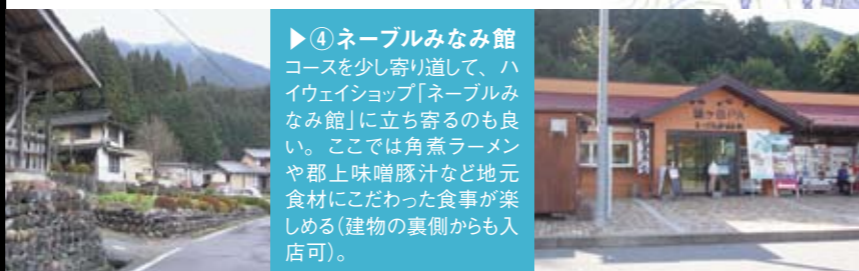 ▶④ネーブルみなみ館
コースを少し寄り道して、ハ
イウェイショップ「ネーブルみ
なみ館」に立ち寄るのも良
い。ここでは角煮ラーメン
や郡上味噌豚汁など地元
食材にこだわった食事が楽
しめる(建物の裏側からも入
店可)。